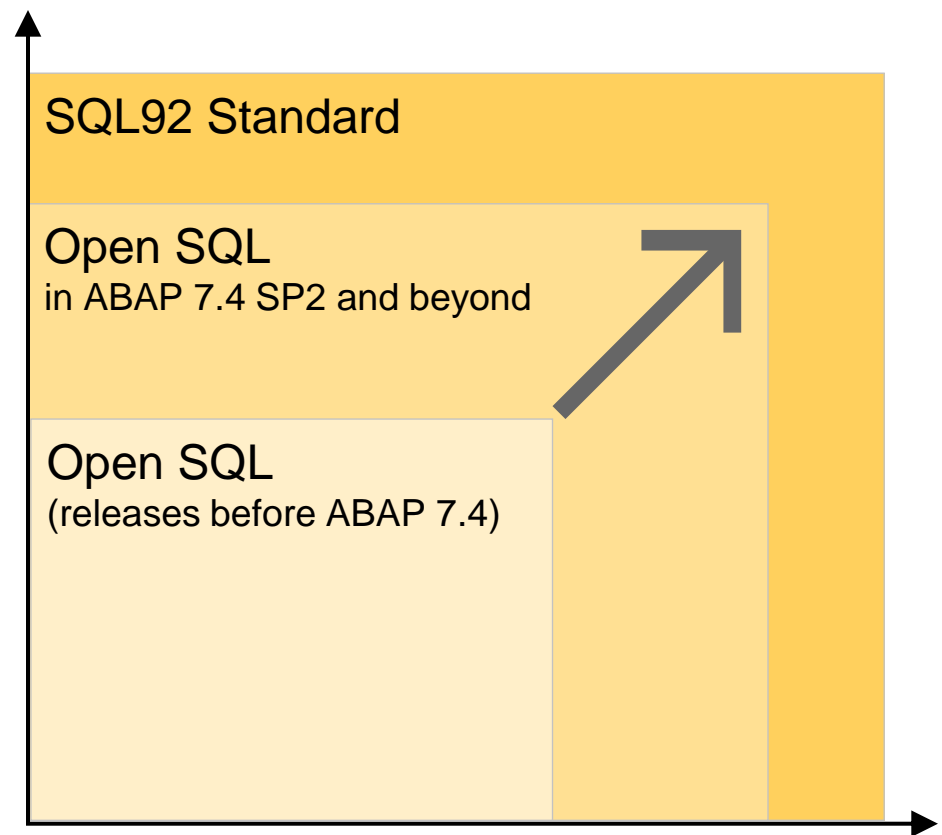 SQL92 Standard
Open SQL
in ABAP 7.4 SP2 and beyond
Open SQL
(releases before ABAP 7.4)